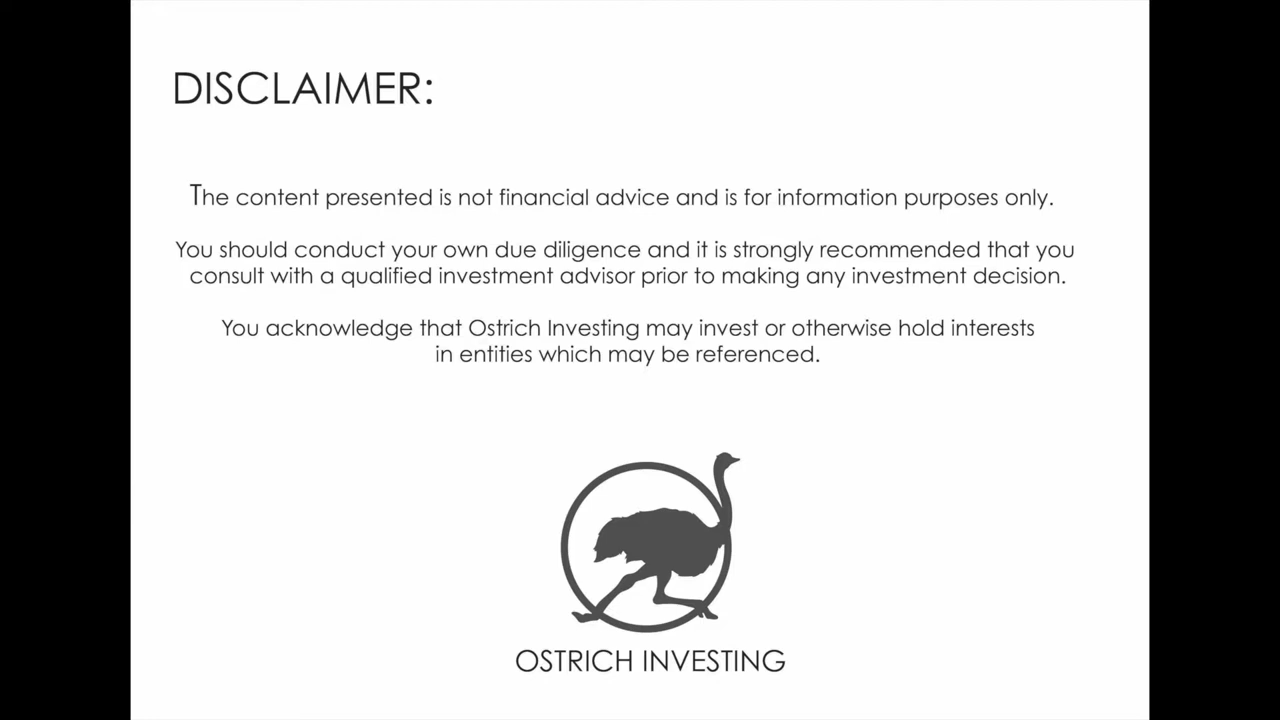 DISCLAIMER:
The content presented is not financial advice and is for information purposes only.
You should conduct your own due diligence and it is strongly recommended that you
consult with a qualified investment advisor prior to making any investment decision.
You acknowledge that Ostrich Investing may invest or otherwise hold interests
in entities which may be referenced.
OSTRICH INVESTING